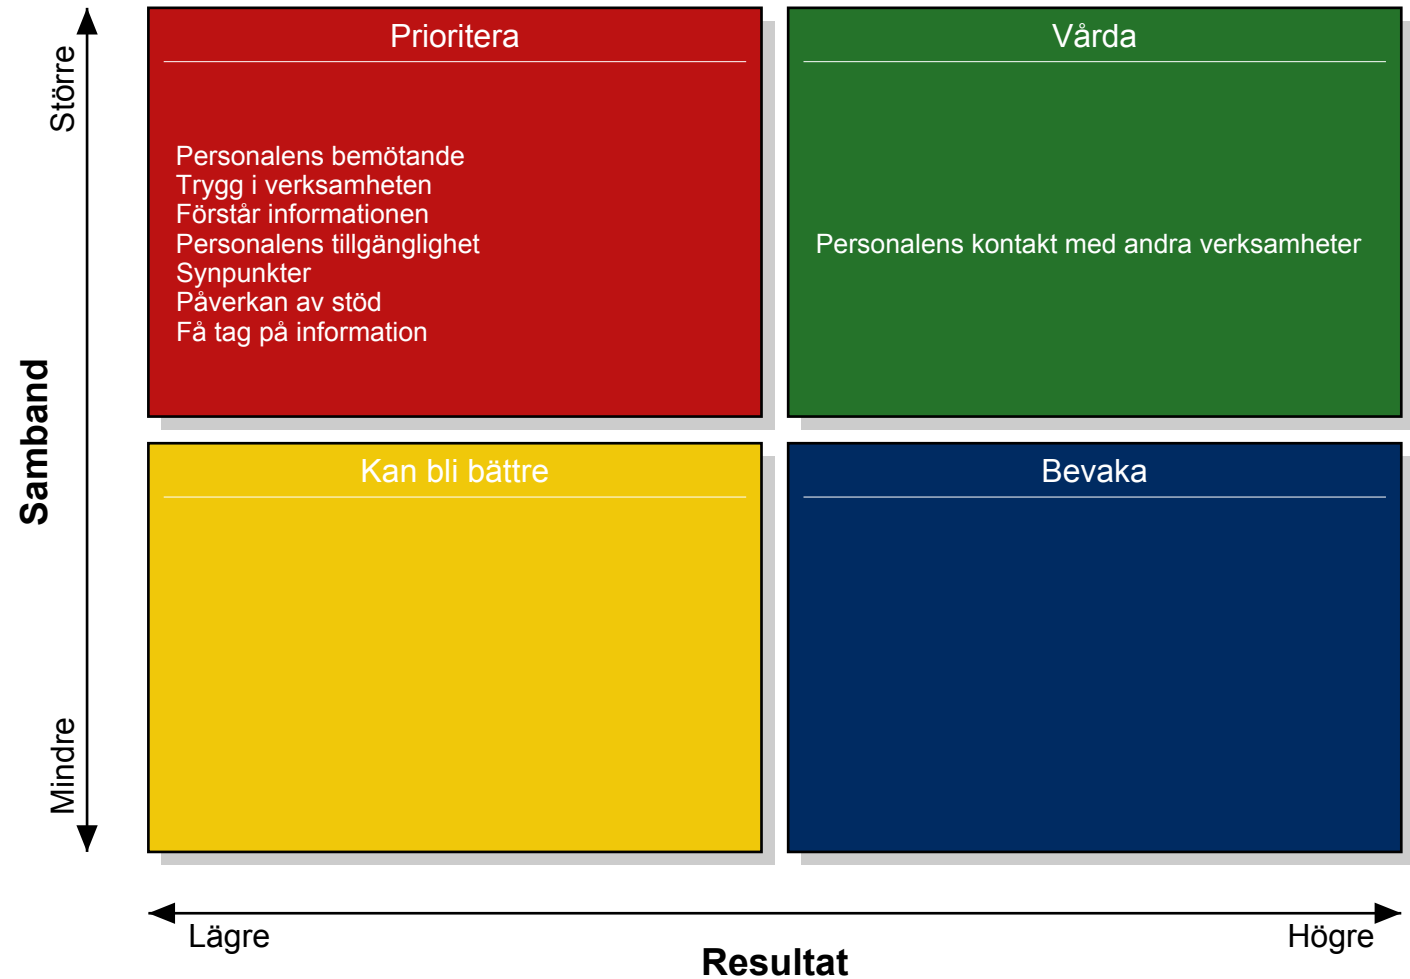 Större
Mindre
Samband
Prioritera
Personalens bemötande
Trygg i verksamheten
Förstår informationen
Personalens tillgänglighet
Synpunkter
Påverkan av stöd
Få tag på information
Vårda
Personalens kontakt med andra verksamheter
Kan bli bättre
Bevaka
Lägre
Högre
Resultat